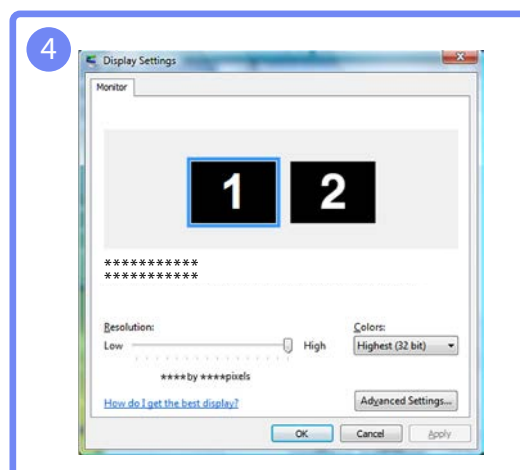 4
Display Settings
Monitor
1 2
***********
***********
Resolution: Colors:
Low High Highest (32 bit)
****by ****pixels
How do I get the best display? Advanced Settings...
OK Cancel Apply